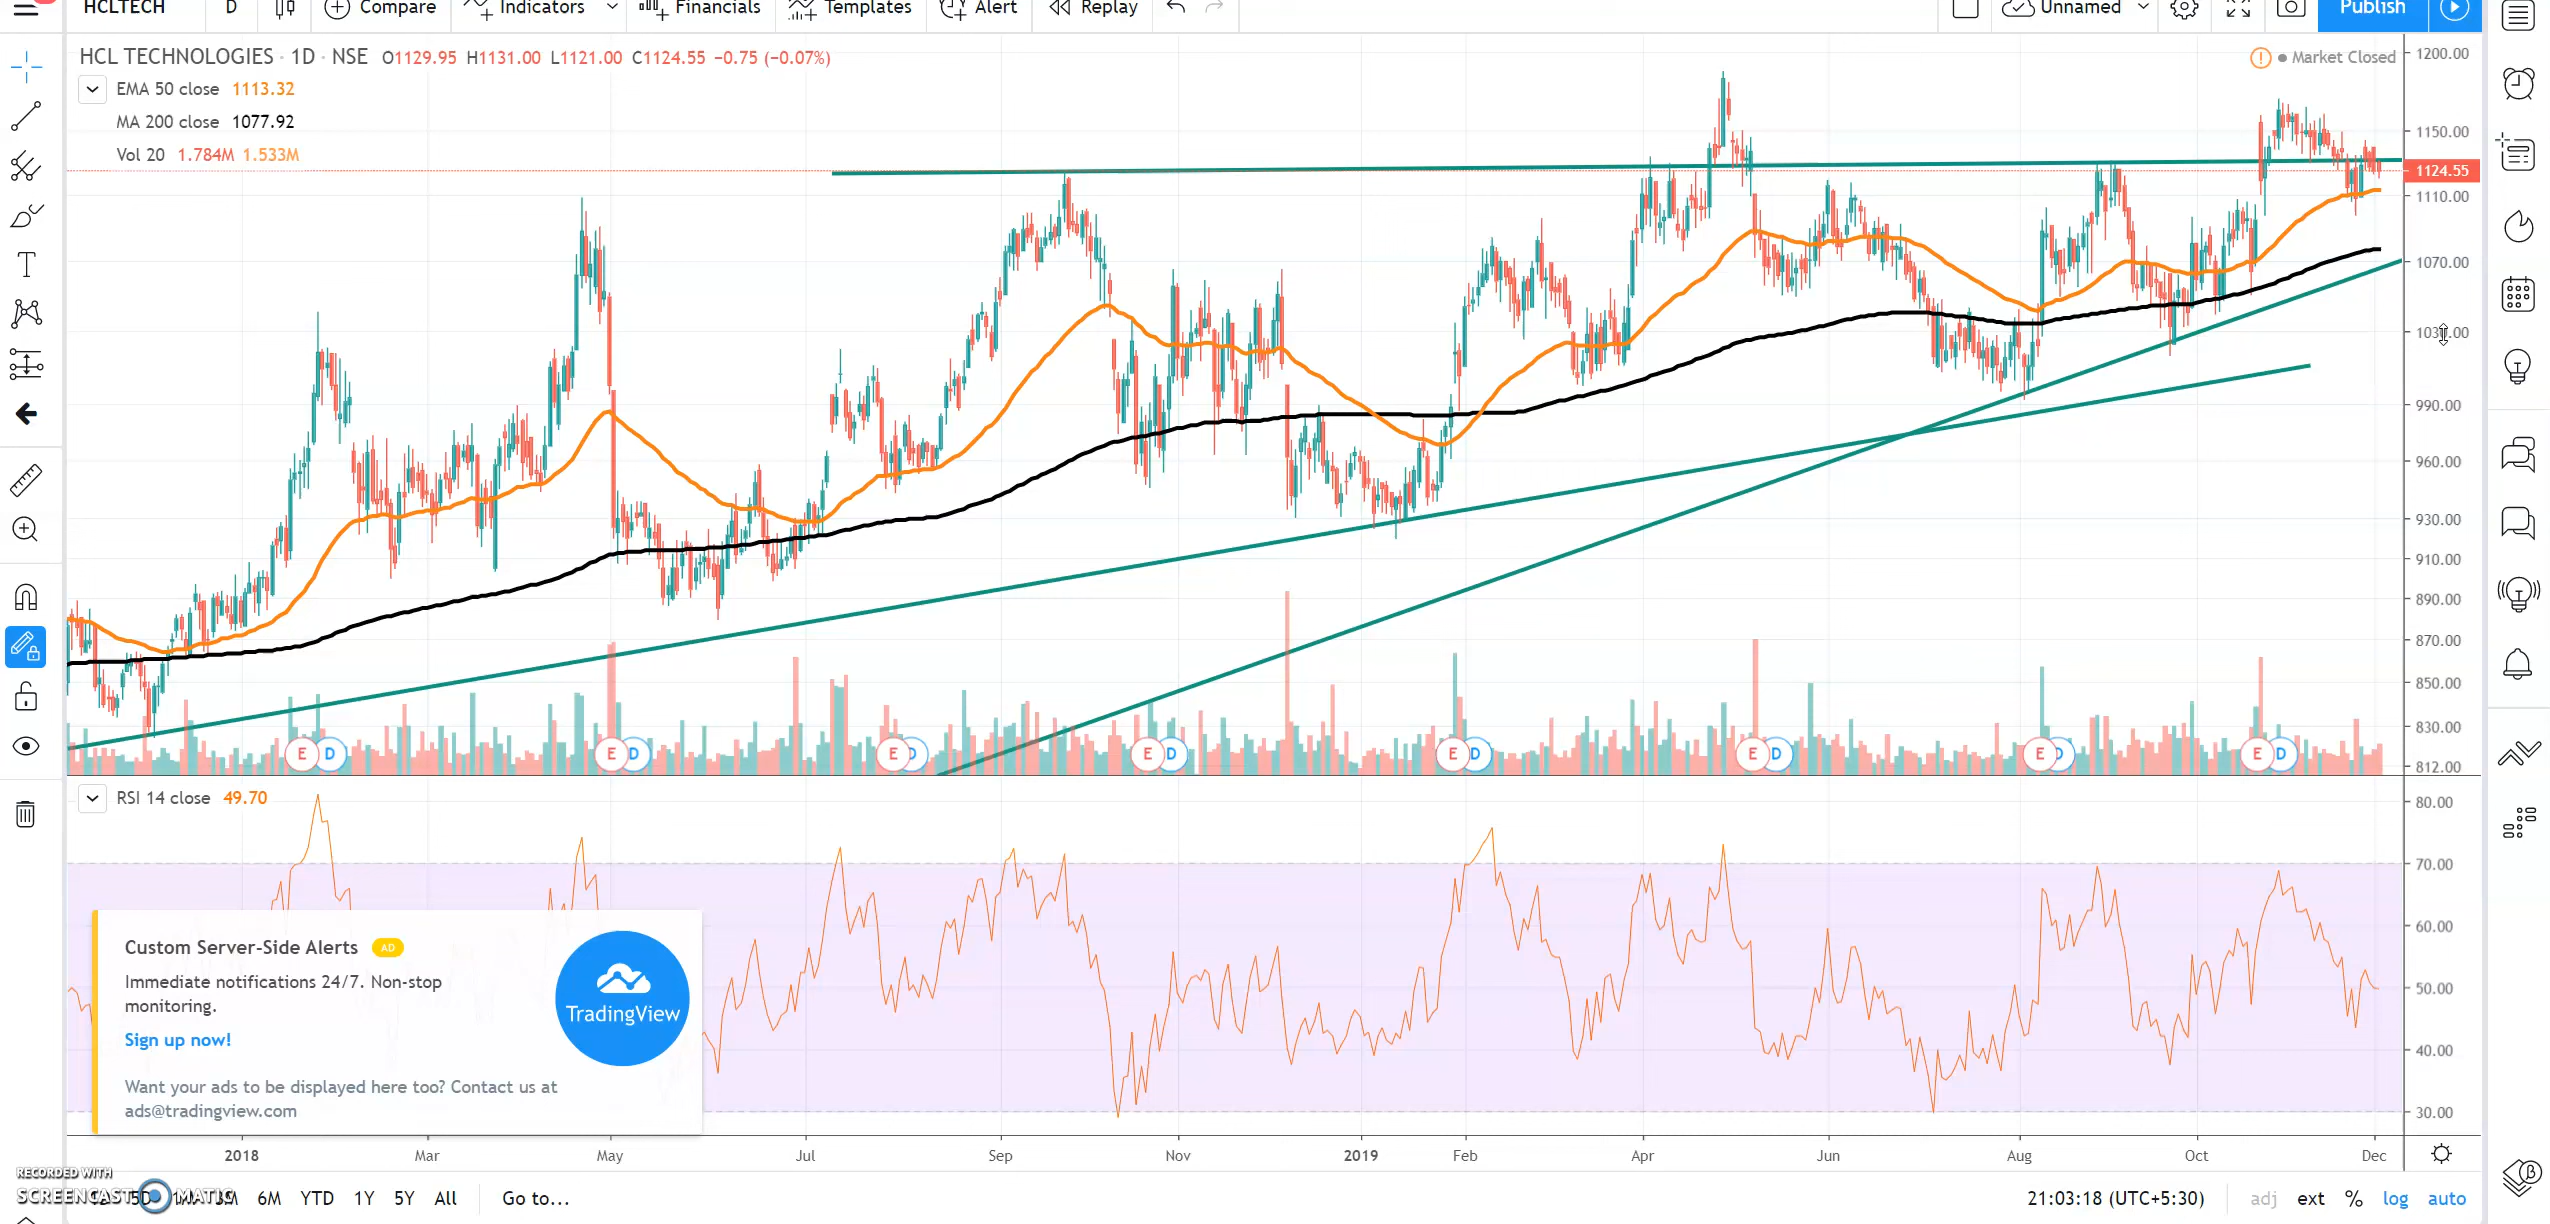 HCLTECH D Compare Indicators Financials Templates Alert Replay Unnamed Publish
HCL TECHNOLOGIES · 1D · NSE O1129.95 H1131.00 L1121.00 C1124.55 −0.75 (−0.07%)
Market Closed
EMA 50 close 1113.32
MA 200 close 1077.92
Vol 20 1.784M 1.533M
1200.00
1150.00
1124.55
1110.00
1070.00
990.00
960.00
930.00
910.00
890.00
870.00
850.00
830.00
812.00
E D E D E D E D E D E D E D E D
RSI 14 close 49.70
80.00
70.00
60.00
50.00
40.00
30.00
Custom Server-Side Alerts AD
Immediate notifications 24/7. Non-stop
monitoring.
Sign up now!
Want your ads to be displayed here too? Contact us at
ads@tradingview.com
TradingView
2018 Mar May Jul Sep Nov 2019 Feb Apr Jun Aug Oct Dec
RECORDED WITH
SCREENCAST MATIC
6M YTD 1Y 5Y All Go to... 21:03:18 (UTC+5:30) adj ext % log auto